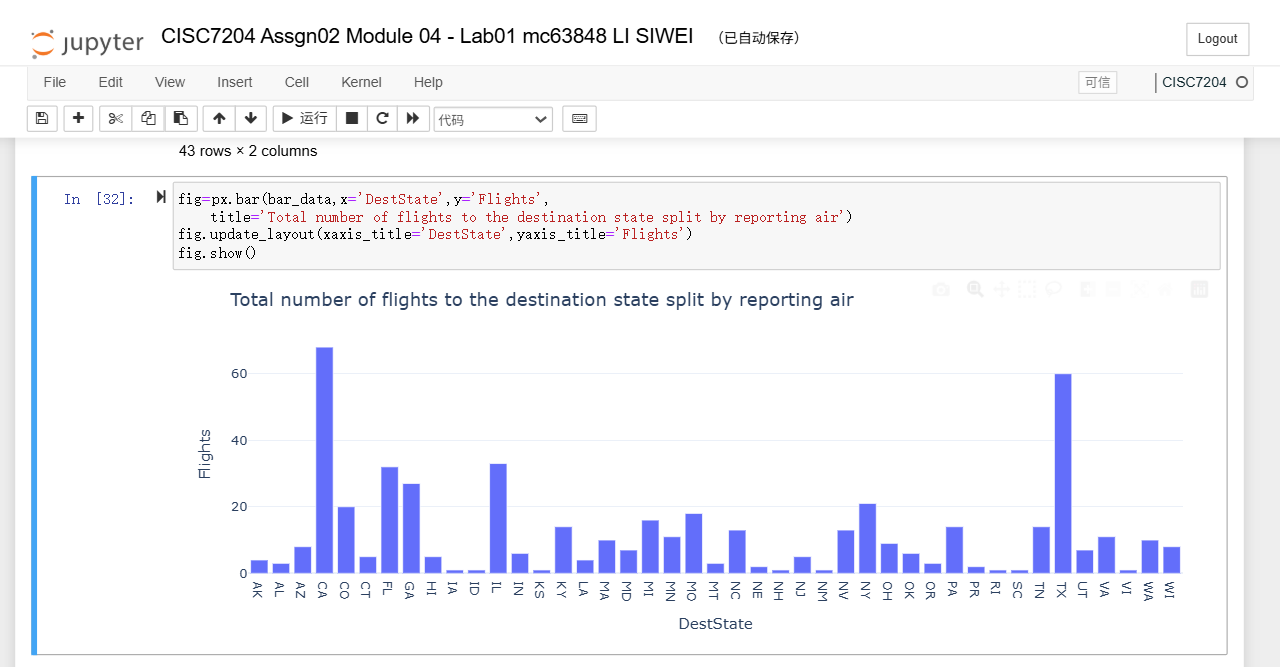 jupyter CISC7204 Assgn02 Module 04 - Lab01 mc63848 LI SIWEI （已自动保存） Logout
File Edit View Insert Cell Kernel Help 可信 CISC7204
运行 代码
43 rows × 2 columns
In [32]: fig=px.bar(bar_data,x='DestState',y='Flights',
title='Total number of flights to the destination state split by reporting air')
fig.update_layout(xaxis_title='DestState',yaxis_title='Flights')
fig.show()
Total number of flights to the destination state split by reporting air
60
40
20
0
Flights
AK AL AZ CA CO CT FL GA HI IA ID IL IN KS KY LA MA MD MI MN MO MT NC NE NH NJ NM NV NY OH OK OR PA PR RI SC TN TX UT VA VI WA WI
DestState